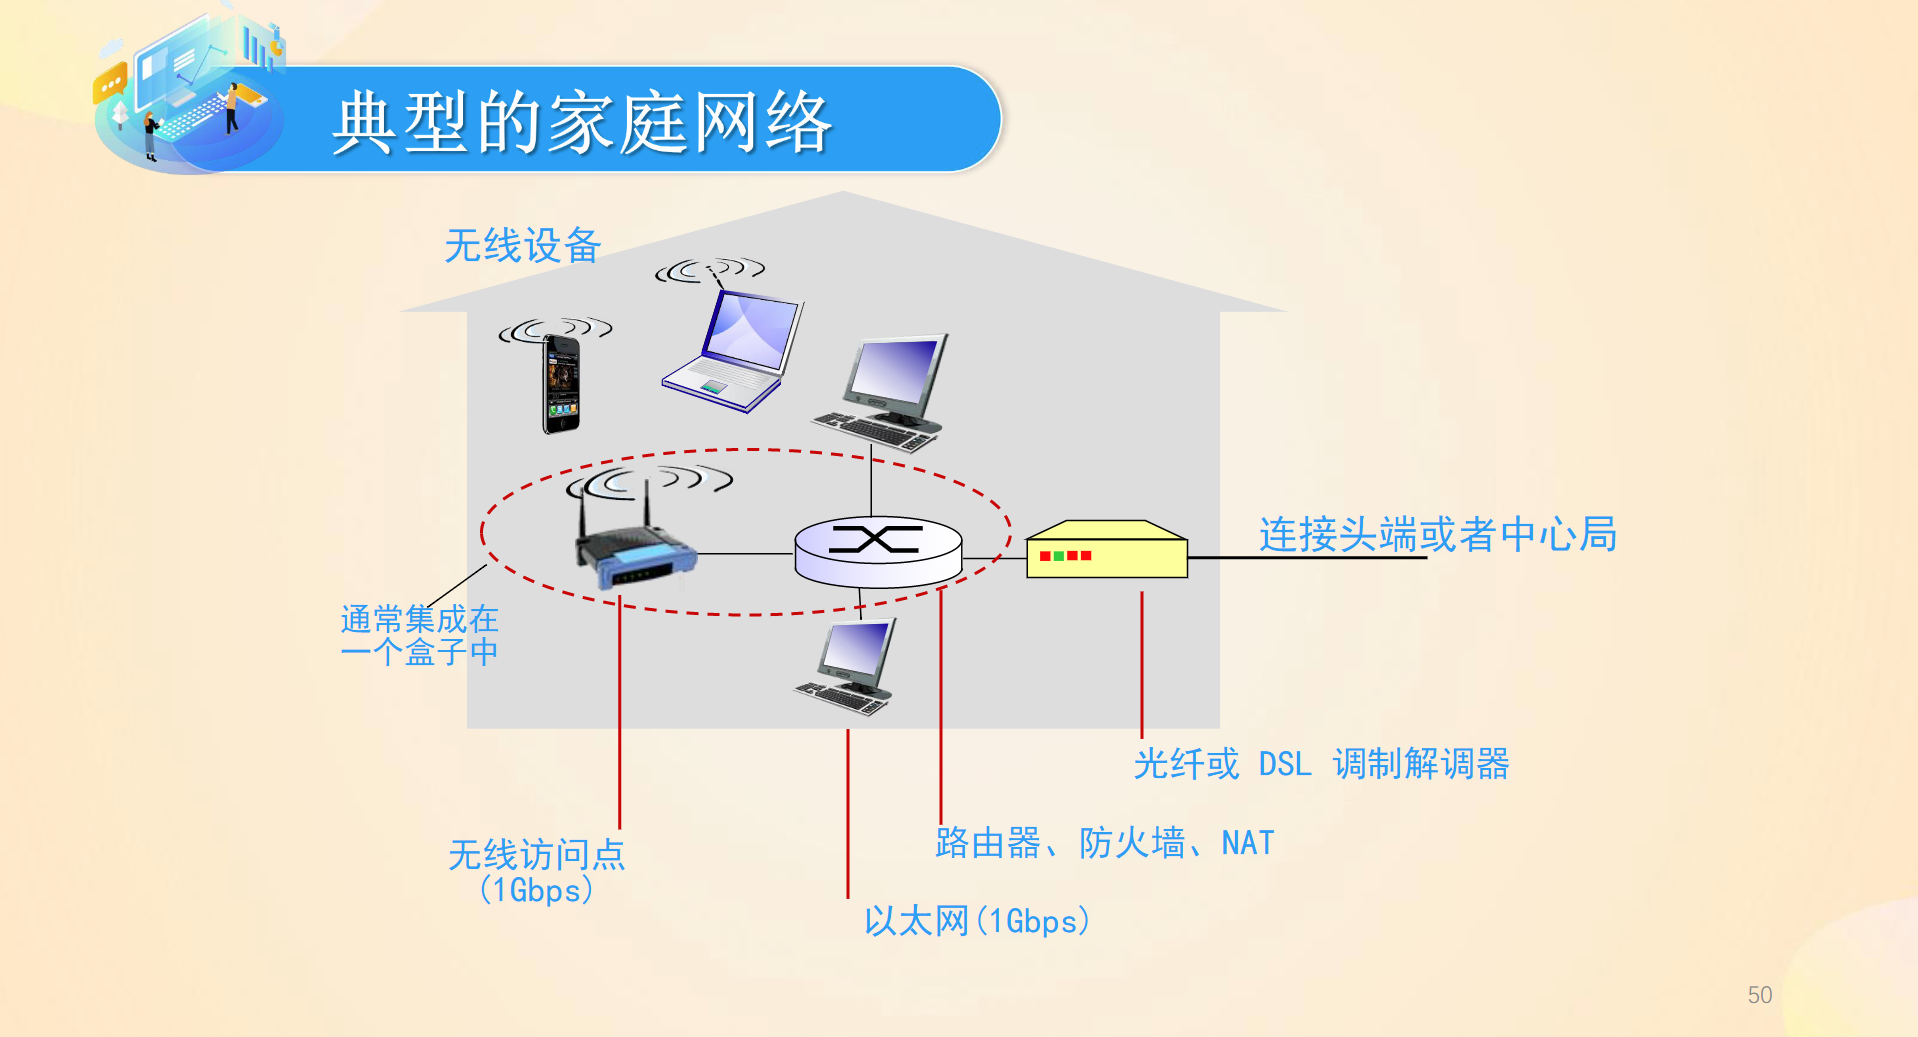 典型的家庭网络
无线设备
连接头端或者中心局
通常集成在
一个盒子中
光纤或 DSL 调制解调器
路由器、防火墙、NAT
无线访问点
(1Gbps)
以太网(1Gbps)
50